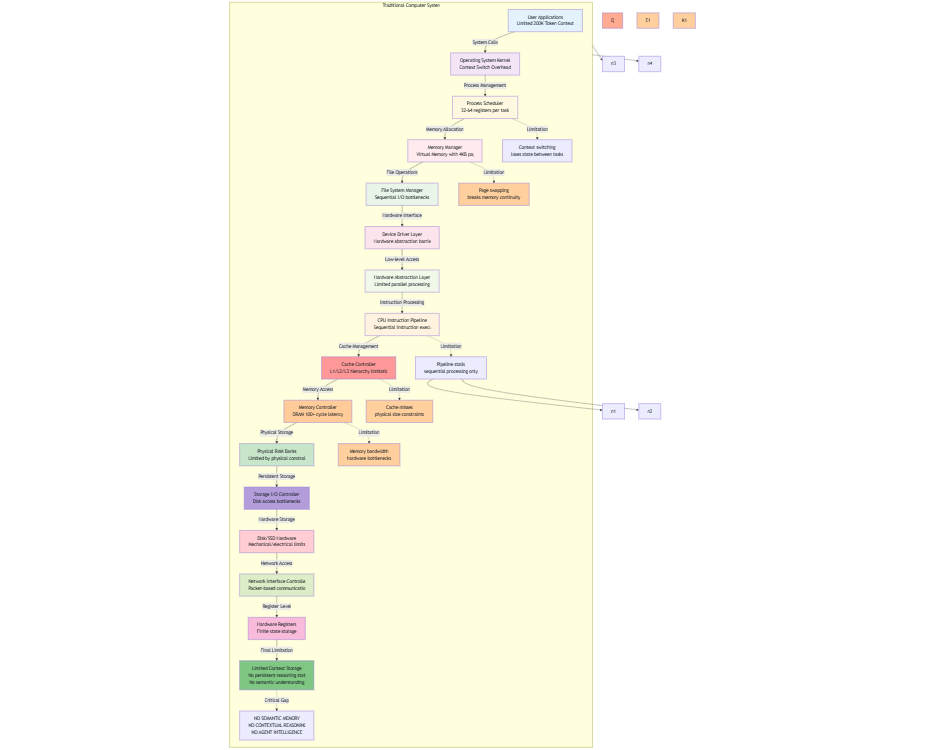 Traditional Computer System
User Applications
Limited 200K Token Context
Q
C1
K1
System Calls
Operating System Kernel
Context Switch Overhead
n3
n4
Process Management
Process Scheduler
32-64 registers per task
Memory Allocation
Limitation
Memory Manager
Virtual Memory with 4KB pa
Context switching
loses state between tasks
File Operations
Limitation
File System Manager
Sequential I/O bottlenecks
Page swapping
breaks memory continuity
Hardware Interface
Device Driver Layer
Hardware abstraction barrie
Low-level Access
Hardware Abstraction Layer
Limited parallel processing
Instruction Processing
CPU Instruction Pipeline
Sequential instruction exec
Cache Management
Limitation
Cache Controller
L1/L2/L3 hierarchy limitati
Pipeline stalls
sequential processing only
Memory Access
Limitation
Memory Controller
DRAM 100+ cycle latency
Cache misses
physical size constraints
n1
n2
Physical Storage
Limitation
Physical RAM Banks
Limited by physical constrai
Memory bandwidth
hardware bottlenecks
Persistent Storage
Storage I/O Controller
Disk access bottlenecks
Hardware Storage
Disk/SSD Hardware
Mechanical/electrical limits
Network Access
Network Interface Controlle
Packet-based communicatio
Register Level
Hardware Registers
Finite state storage
Final Limitation
Limited Context Storage
No persistent reasoning stat
No semantic understanding
Critical Gap
NO SEMANTIC MEMORY
NO CONTEXTUAL REASONING
NO AGENT INTELLIGENCE